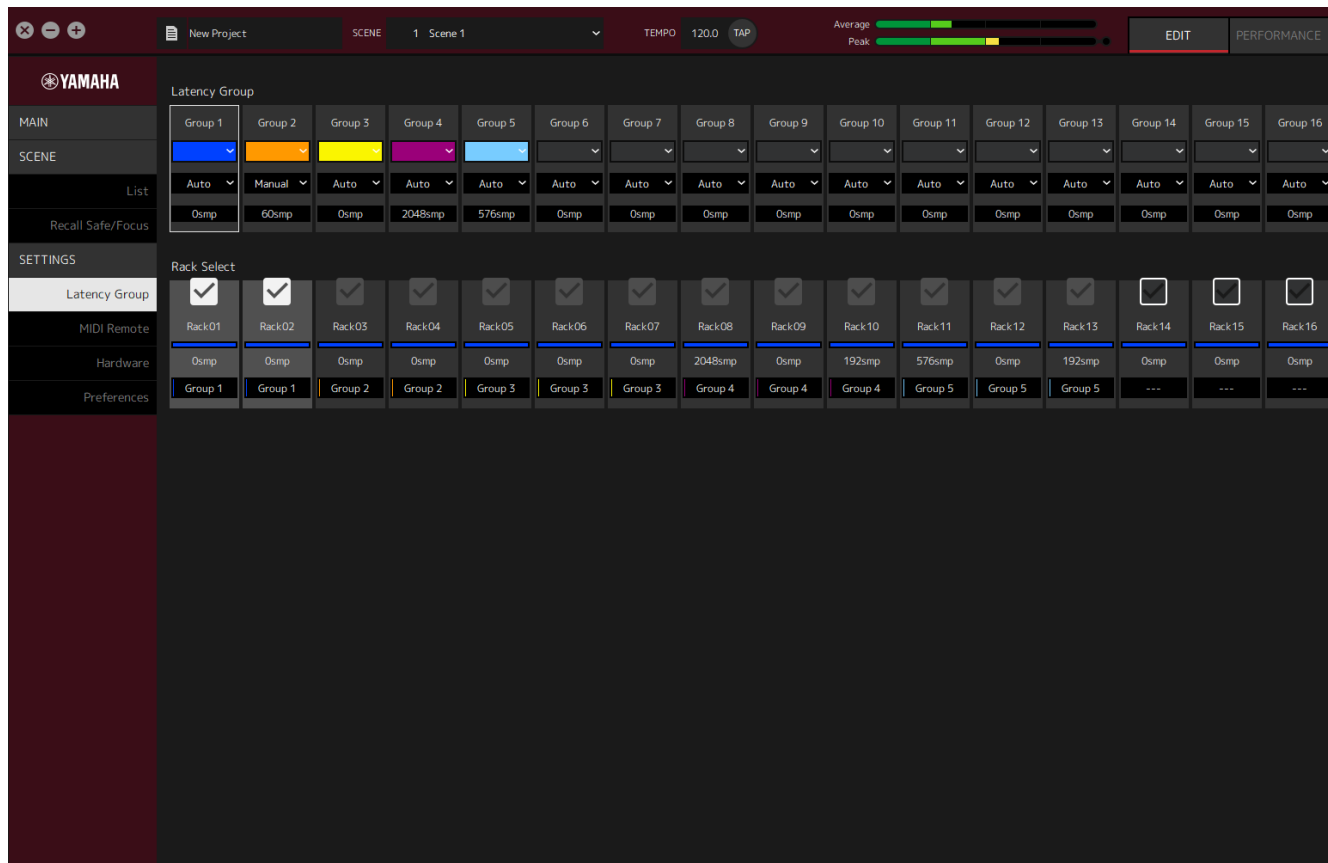 New Project SCENE 1 Scene 1 TEMPO 120.0 TAP Average Peak EDIT PERFORMANCE
YAMAHA
MAIN
SCENE
List
Recall Safe/Focus
SETTINGS
Latency Group
MIDI Remote
Hardware
Preferences
Latency Group
Group 1 Group 2 Group 3 Group 4 Group 5 Group 6 Group 7 Group 8 Group 9 Group 10 Group 11 Group 12 Group 13 Group 14 Group 15 Group 16
Auto Manual Auto Auto Auto Auto Auto Auto Auto Auto Auto Auto Auto Auto Auto Auto
0smp 60smp 0smp 2048smp 576smp 0smp 0smp 0smp 0smp 0smp 0smp 0smp 0smp 0smp 0smp 0smp
Rack Select
Rack01 Rack02 Rack03 Rack04 Rack05 Rack06 Rack07 Rack08 Rack09 Rack10 Rack11 Rack12 Rack13 Rack14 Rack15 Rack16
0smp 0smp 0smp 0smp 0smp 0smp 0smp 2048smp 0smp 192smp 576smp 0smp 192smp 0smp 0smp 0smp
Group 1 Group 1 Group 2 Group 2 Group 3 Group 3 Group 3 Group 4 Group 4 Group 4 Group 5 Group 5 Group 5 --- --- ---